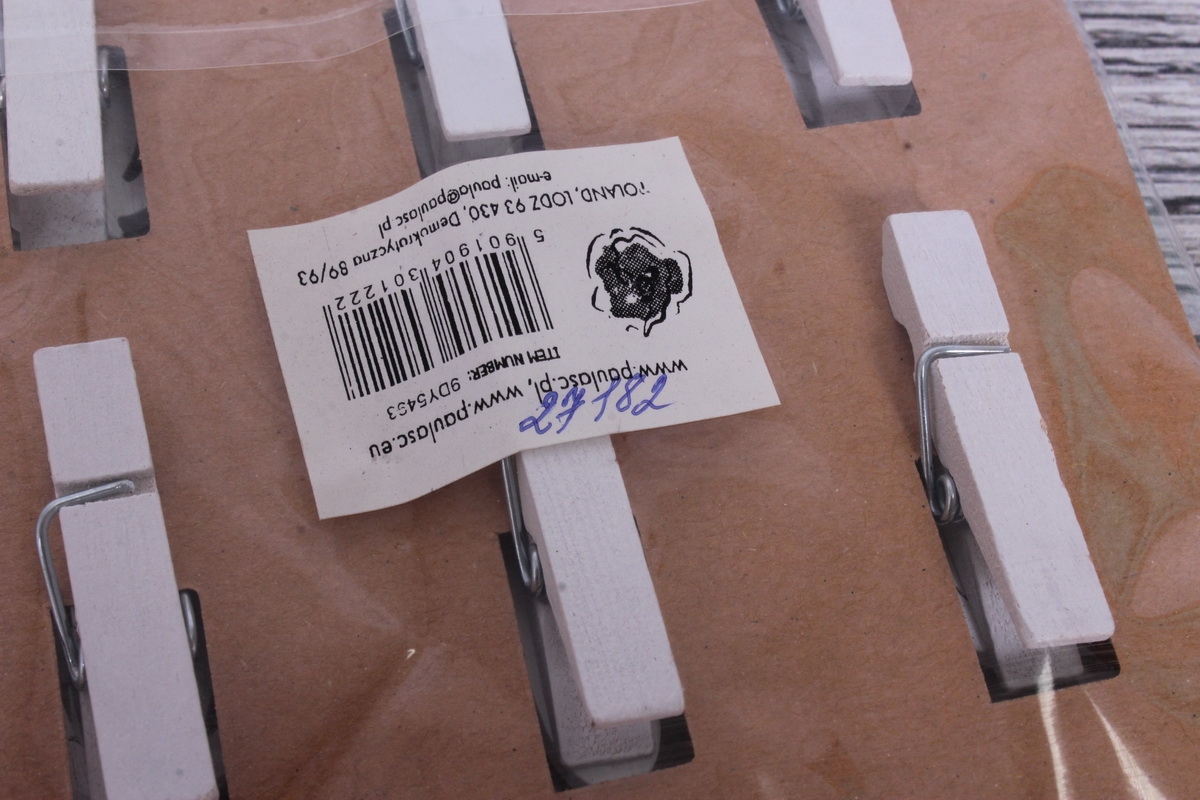 www.paulasc.pl, www.paulasc.eu
27182
ITEM NUMBER: 9DY5493
5 901904 301222
POLAND, LODZ 93 430, Demokratyczna 89/93
e-mail: paula@paulasc.pl